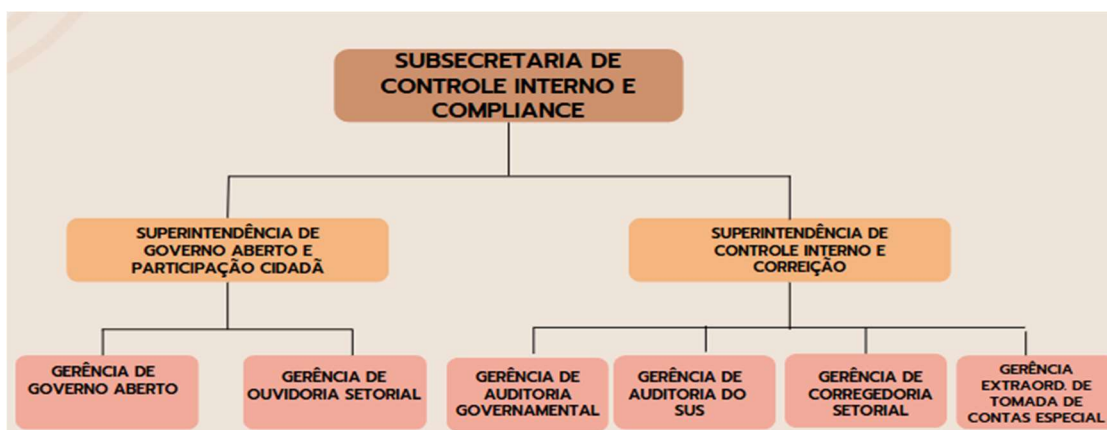 SUBSECRETARIA DE
CONTROLE INTERNO E
COMPLIANCE
SUPERINTENDÊNCIA DE
GOVERNO ABERTO E
PARTICIPAÇÃO CIDADÃ
SUPERINTENDÊNCIA DE
CONTROLE INTERNO E
CORREIÇÃO
GERÊNCIA DE
GOVERNO ABERTO
GERÊNCIA DE
OUVIDORIA SETORIAL
GERÊNCIA DE
AUDITORIA
GOVERNAMENTAL
GERÊNCIA DE
AUDITORIA DO
SUS
GERÊNCIA DE
CORREGEDORIA
SETORIAL
GERÊNCIA
EXTRAORD. DE
TOMADA DE
CONTAS ESPECIAL